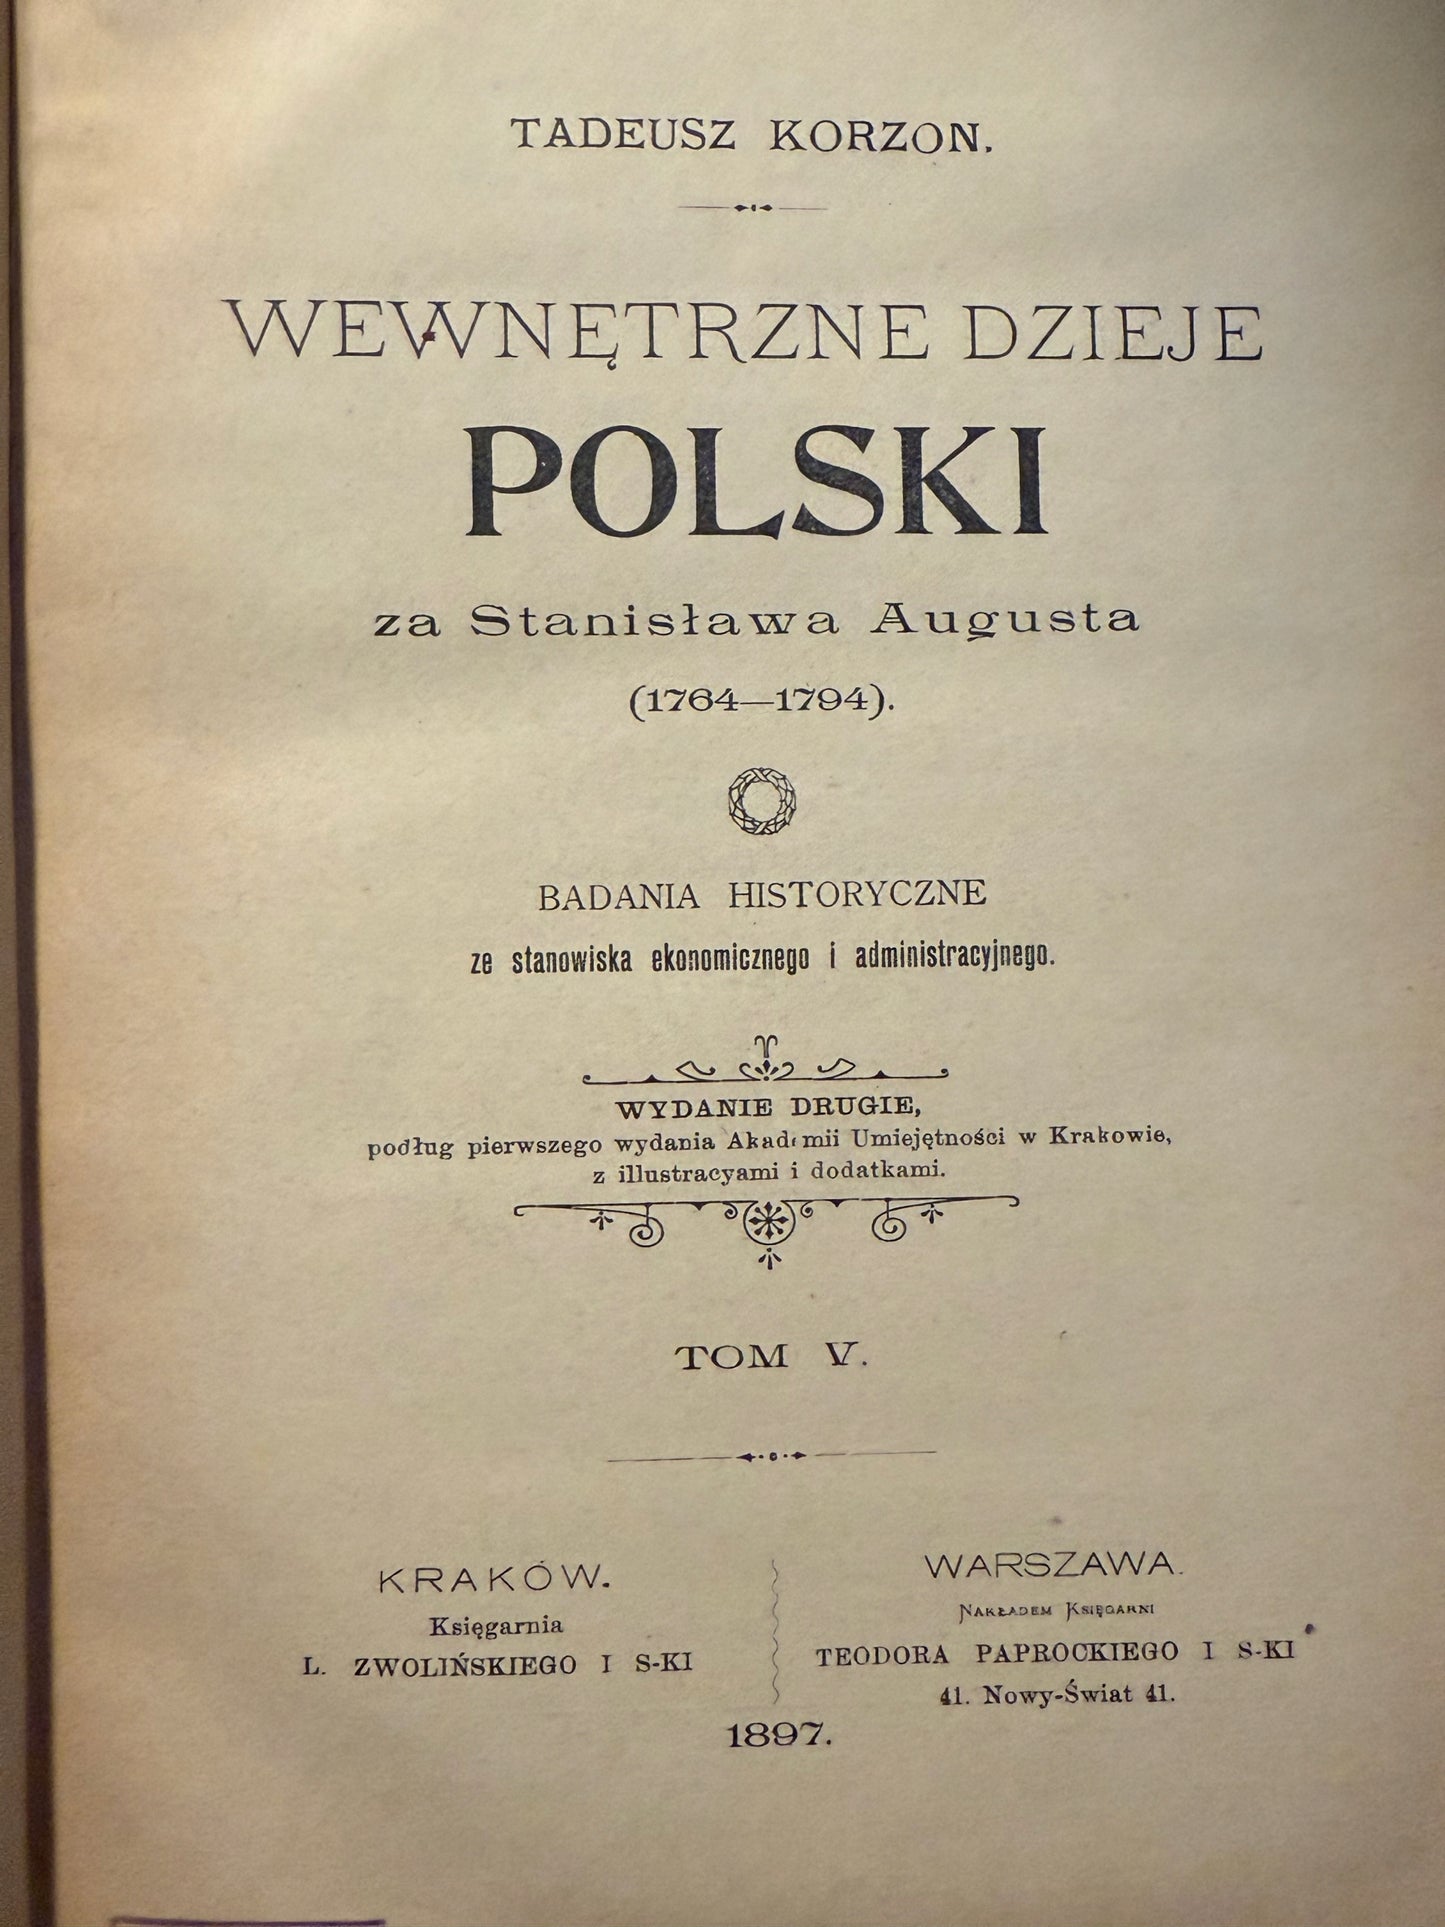 TADEUSZ KORZON.
WEWNĘTRZNE DZIEJE
POLSKI
za Stanisława Augusta
(1764—1794).
BADANIA HISTORYCZNE
ze stanowiska ekonomicznego i administracyjnego.
WYDANIE DRUGIE,
podług pierwszego wydania Akademii Umiejętności w Krakowie,
z illustracyami i dodatkami.
TOM V.
KRAKÓW.
Księgarnia
L. ZWOLIŃSKIEGO I S-KI
WARSZAWA.
NAKŁADEM KSIĘGARNI
TEODORA PAPROCKIEGO I S-KI
41. Nowy-Świat 41.
1897.